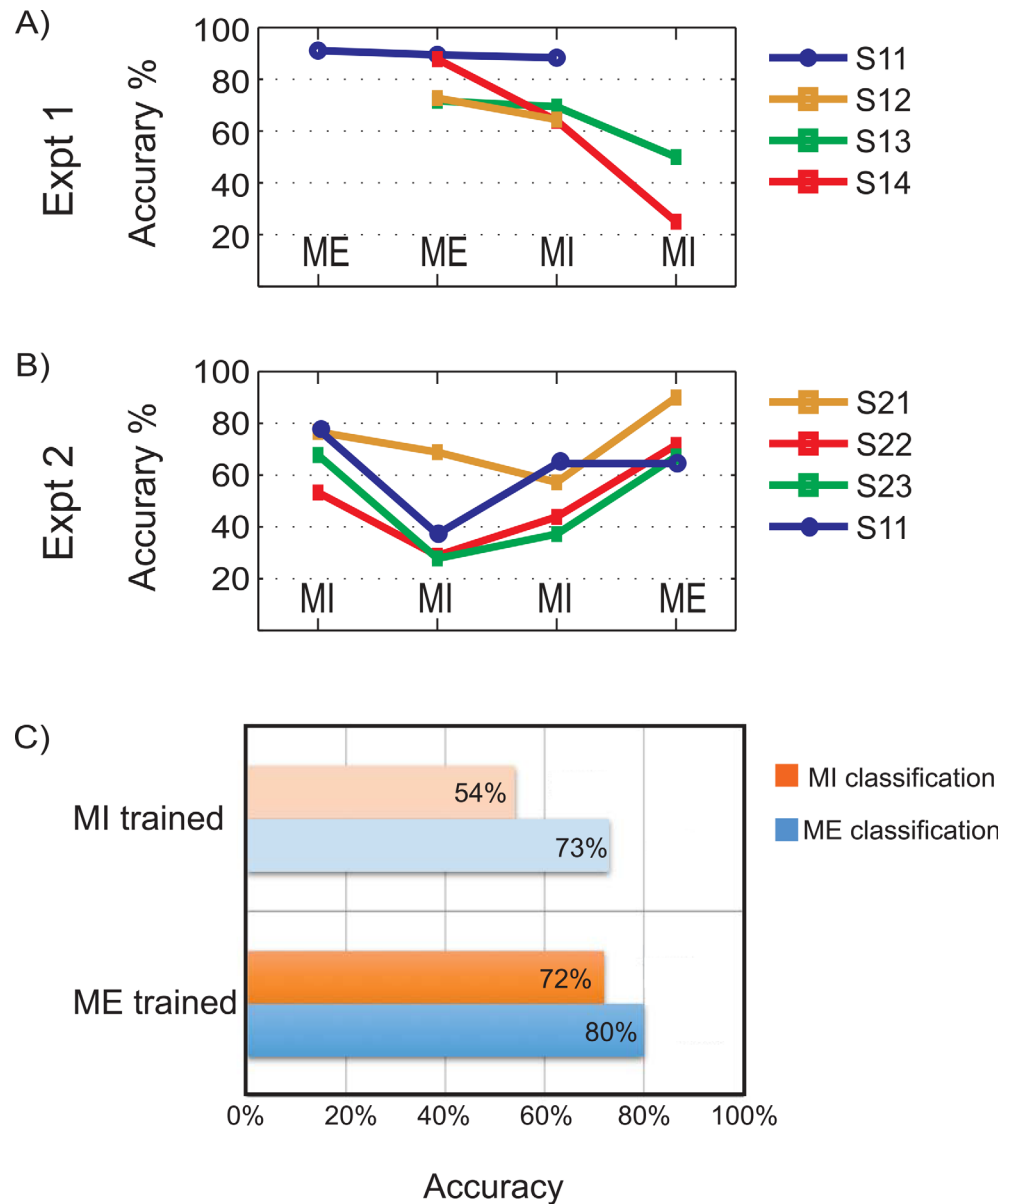 A)
Expt 1
Accurary %
100
80
60
40
20
ME
ME
MI
MI
S11
S12
S13
S14
B)
Expt 2
Accurary %
100
80
60
40
20
MI
MI
MI
ME
S21
S22
S23
S11
C)
MI trained
54%
73%
ME trained
72%
80%
MI classification
ME classification
0%
20%
40%
60%
80%
100%
Accuracy